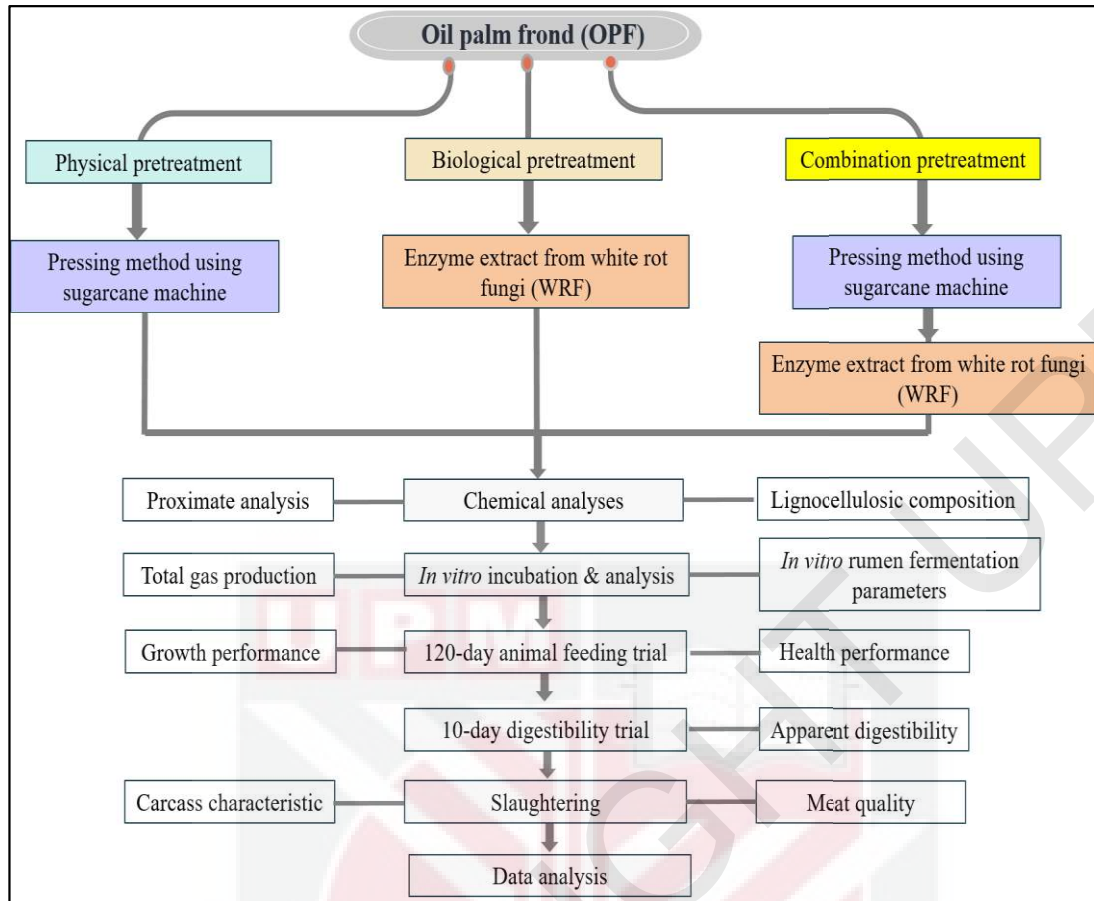 Oil palm frond (OPF)
Physical pretreatment
Biological pretreatment
Combination pretreatment
Pressing method using
sugarcane machine
Enzyme extract from white rot
fungi (WRF)
Pressing method using
sugarcane machine
Enzyme extract from white rot fungi
(WRF)
Proximate analysis
Chemical analyses
Lignocellulosic composition
Total gas production
In vitro incubation & analysis
In vitro rumen fermentation
parameters
Growth performance
120-day animal feeding trial
Health performance
10-day digestibility trial
Apparent digestibility
Carcass characteristic
Slaughtering
Meat quality
Data analysis
UPM
IGHT UP